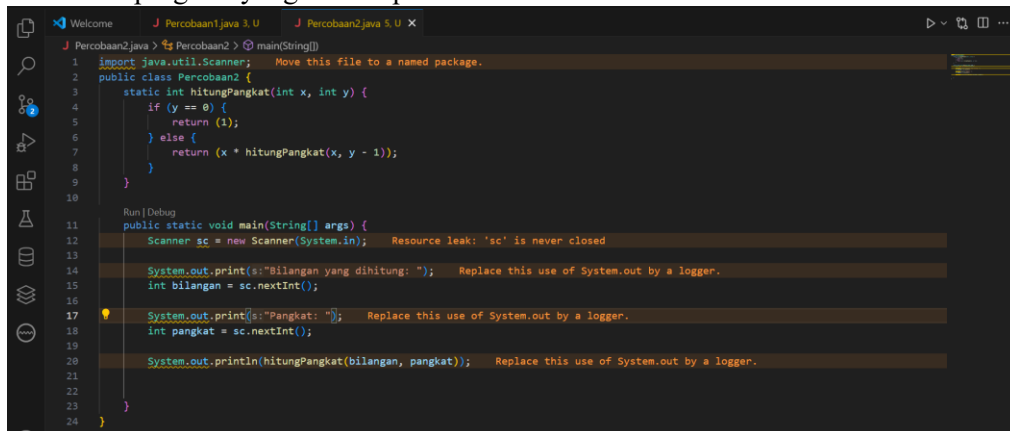 Welcome
J Percobaan1.java 3, U
J Percobaan2.java 5, U
J Percobaan2.java > Percobaan2 > main(String[])
1 import java.util.Scanner; Move this file to a named package.
2 public class Percobaan2 {
3 static int hitungPangkat(int x, int y) {
4 if (y == 0) {
5 return (1);
6 } else {
7 return (x * hitungPangkat(x, y - 1));
8 }
9 }
10
Run | Debug
11 public static void main(String[] args) {
12 Scanner sc = new Scanner(System.in); Resource leak: 'sc' is never closed
13
14 System.out.print(s:"Bilangan yang dihitung: "); Replace this use of System.out by a logger.
15 int bilangan = sc.nextInt();
16
17 System.out.print(s:"Pangkat: "); Replace this use of System.out by a logger.
18 int pangkat = sc.nextInt();
19
20 System.out.println(hitungPangkat(bilangan, pangkat)); Replace this use of System.out by a logger.
21
22
23 }
24 }
2